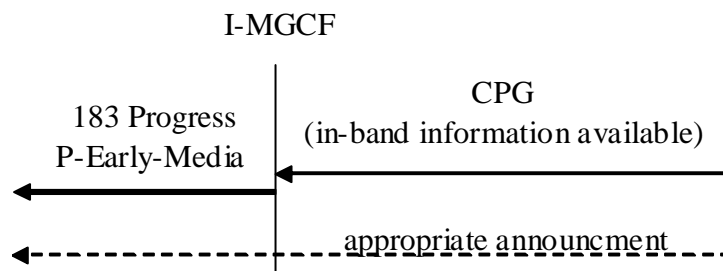 I-MGCF
183 Progress
P-Early-Media
CPG
(in-band information available)
appropriate announcment